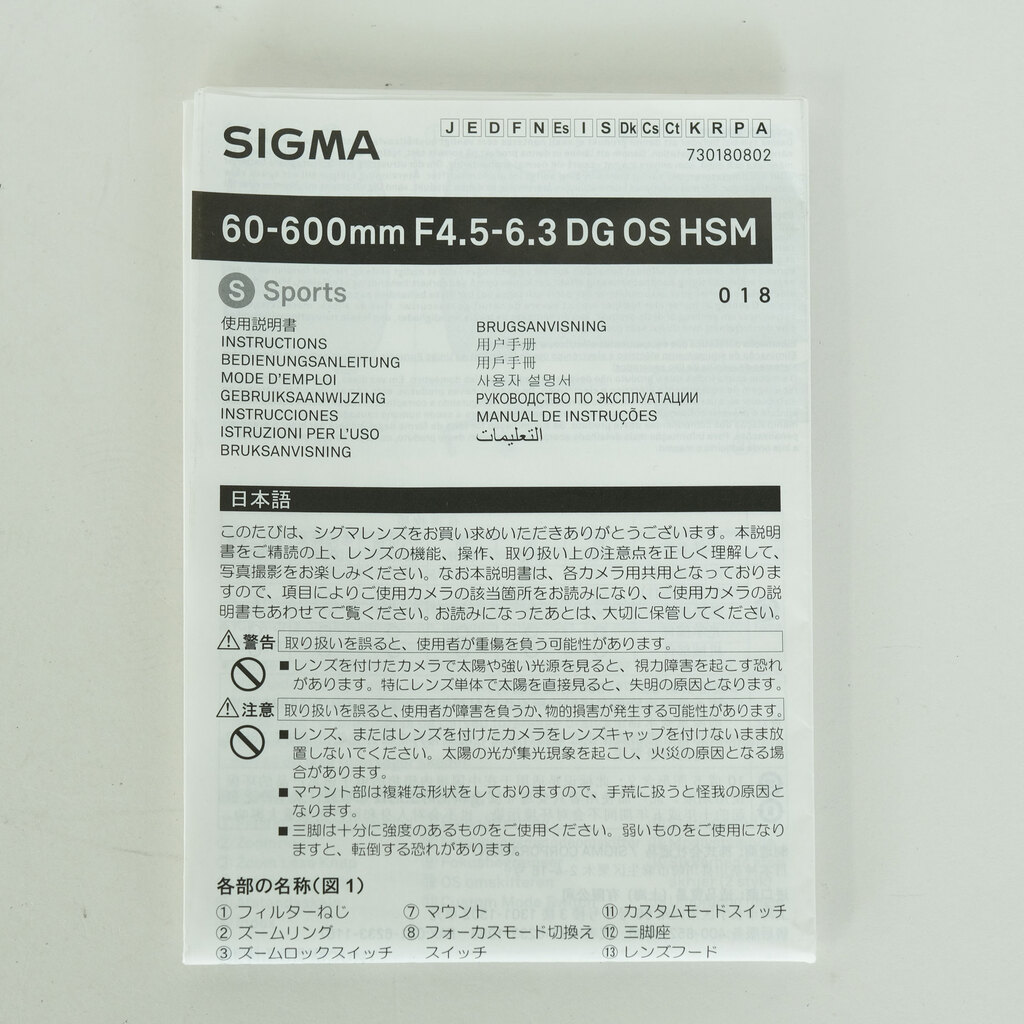 SIGMA
J E D F N Es I S Dk Cs Ct K R P A
730180802
60-600mm F4.5-6.3 DG OS HSM
S Sports
018
使用説明書
INSTRUCTIONS
BEDIENUNGSANLEITUNG
MODE D'EMPLOI
GEBRUIKSAANWIJZING
INSTRUCCIONES
ISTRUZIONI PER L'USO
BRUKSANVISNING
BRUGSANVISNING
用户手册
用戶手冊
사용자 설명서
РУКОВОДСТВО ПО ЭКСПЛУАТАЦИИ
MANUAL DE INSTRUÇÕES
التعليمات
日本語
このたびは、シグマレンズをお買い求めいただきありがとうございます。本説明
書をご精読の上、レンズの機能、操作、取り扱い上の注意点を正しく理解して、
写真撮影をお楽しみください。なお本説明書は、各カメラ用共用となっておりま
すので、項目によりご使用カメラの該当箇所をお読みになり、ご使用カメラの説
明書もあわせてご覧ください。お読みになったあとは、大切に保管してください。
⚠警告 取り扱いを誤ると、使用者が重傷を負う可能性があります。
■レンズを付けたカメラで太陽や強い光源を見ると、視力障害を起こす恐れ
があります。特にレンズ単体で太陽を直接見ると、失明の原因となります。
⚠注意 取り扱いを誤ると、使用者が障害を負うか、物的損害が発生する可能性があります。
■レンズ、またはレンズを付けたカメラをレンズキャップを付けないまま放
置しないでください。太陽の光が集光現象を起こし、火災の原因となる場
合があります。
■マウント部は複雑な形状をしておりますので、手荒に扱うと怪我の原因と
なります。
■三脚は十分に強度のあるものをご使用ください。弱いものをご使用になり
ますと、転倒する恐れがあります。
各部の名称(図1)
①フィルターねじ
②ズームリング
③ズームロックスイッチ
⑦マウント
⑧フォーカスモード切換え
スイッチ
⑪カスタムモードスイッチ
⑫三脚座
⑬レンズフード